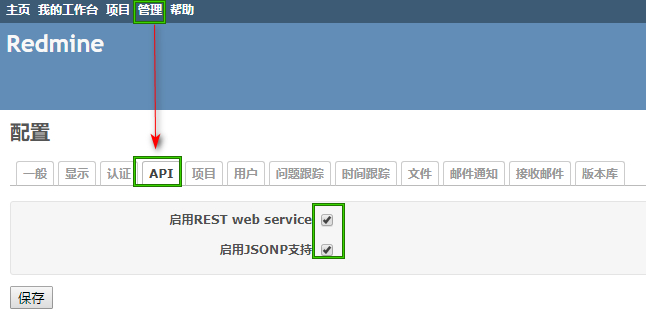 主页 我的工作台 项目 管理 帮助
Redmine
配置
一般 显示 认证 API 项目 用户 问题跟踪 时间跟踪 文件 邮件通知 接收邮件 版本库
启用REST web service
启用JSONP支持
保存